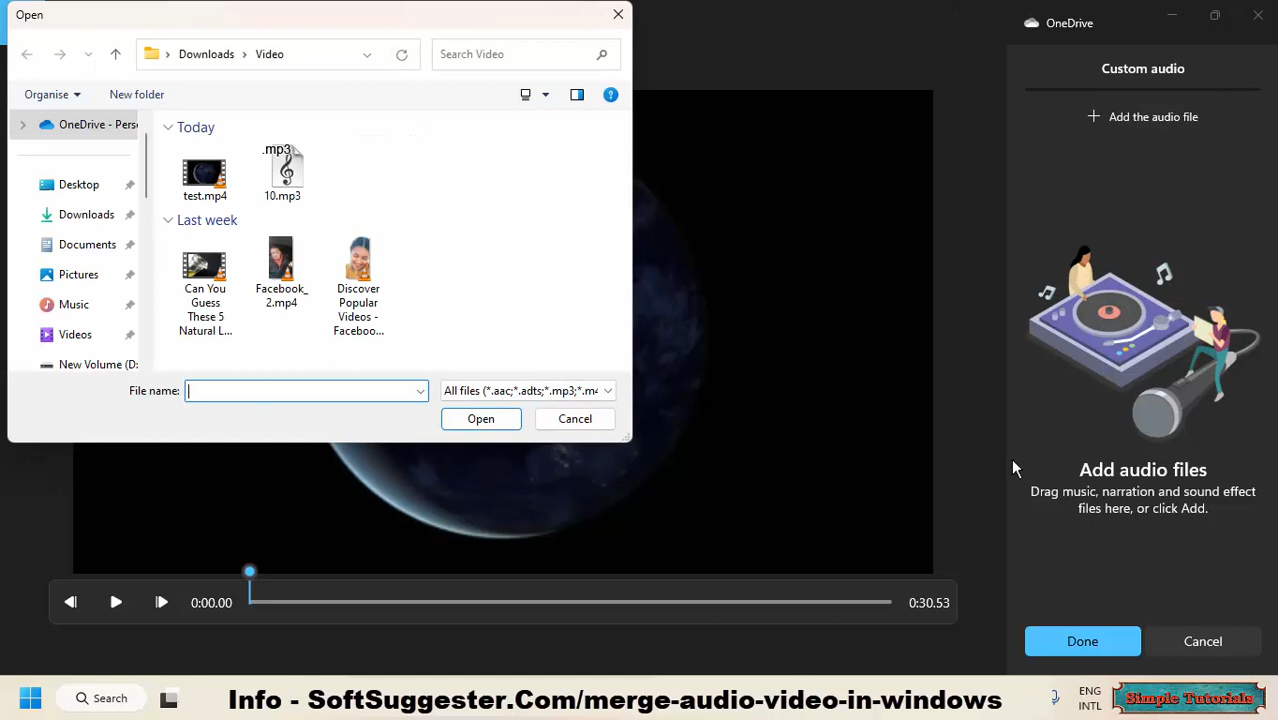 Open
OneDrive
Downloads
Video
Search Video
Custom audio
Organise
New folder
Add the audio file
OneDrive - Pers
Today
.mp3
test.mp4
10.mp3
Desktop
Downloads
Documents
Pictures
Music
Videos
New Volume (D:
Last week
Can You
Guess
These 5
Natural L...
Facebook_
2.mp4
Discover
Popular
Videos -
Faceboo...
File name:
All files (*.aac;*.adts;*.mp3;*.m4
Open
Cancel
Add audio files
Drag music, narration and sound effect
files here, or click Add.
0:00.00
0:30.53
Done
Cancel
Search
Info - SoftSuggester.Com/merge-audio-video-in-windows
ENG
INTL
Simple Tutorials